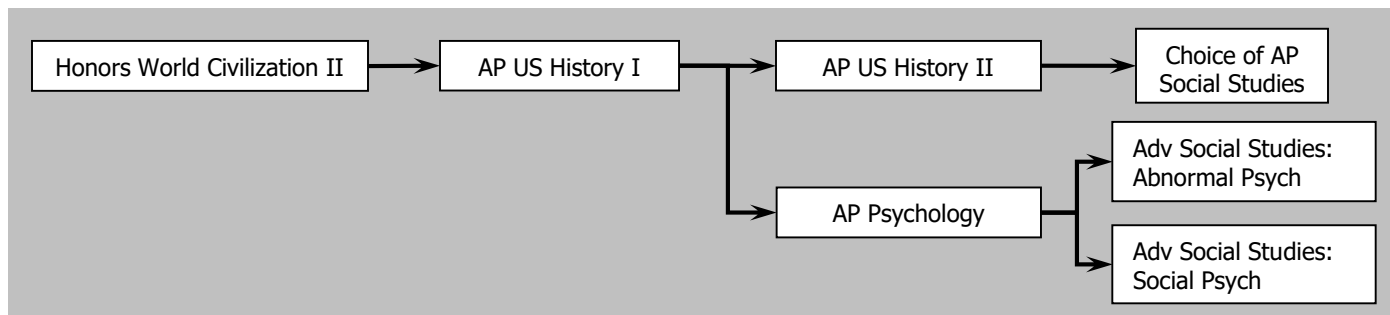 Honors World Civilization II
AP US History I
AP US History II
Choice of AP
Social Studies
AP Psychology
Adv Social Studies:
Abnormal Psych
Adv Social Studies:
Social Psych